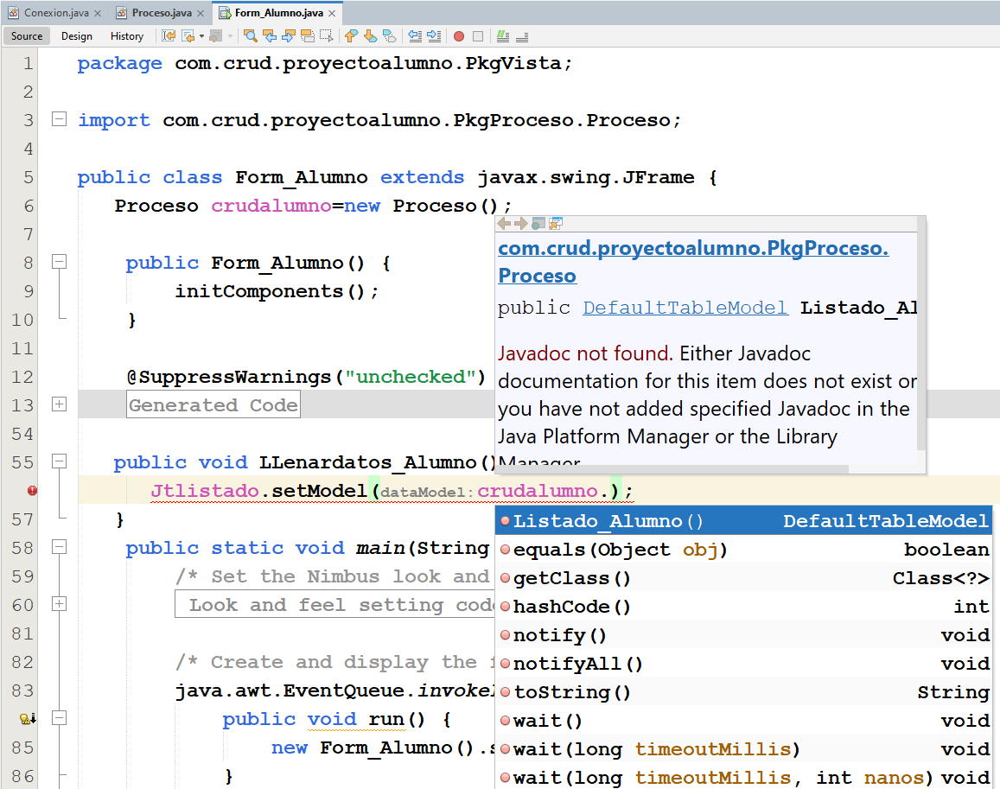 Conexion.java Proceso.java Form_Alumno.java
Source Design History
1 package com.crud.proyectoalumno.PkgVista;
2
3 import com.crud.proyectoalumno.PkgProceso.Proceso;
4
5 public class Form_Alumno extends javax.swing.JFrame {
6 Proceso crudalumno=new Proceso();
7
8 public Form_Alumno() {
9 initComponents();
10 }
11
12 @SuppressWarnings("unchecked")
13 Generated Code
54
55 public void LLenardatos_Alumno()
Jtlistado.setModel(dataModel:crudalumno.);
57 }
58 public static void main(String
59 /* Set the Nimbus look and
60 Look and feel setting code
81
82 /* Create and display the f
83 java.awt.EventQueue.invokel
public void run() {
85 new Form_Alumno().s
86 }
com.crud.proyectoalumno.PkgProceso.
Proceso
public DefaultTableModel Listado_Al
Javadoc not found. Either Javadoc
documentation for this item does not exist or
you have not added specified Javadoc in the
Java Platform Manager or the Library
Manager.
Listado_Alumno() DefaultTableModel
equals(Object obj) boolean
getClass() Class<?>
hashCode() int
notify() void
notifyAll() void
toString() String
wait() void
wait(long timeoutMillis) void
wait(long timeoutMillis, int nanos) void